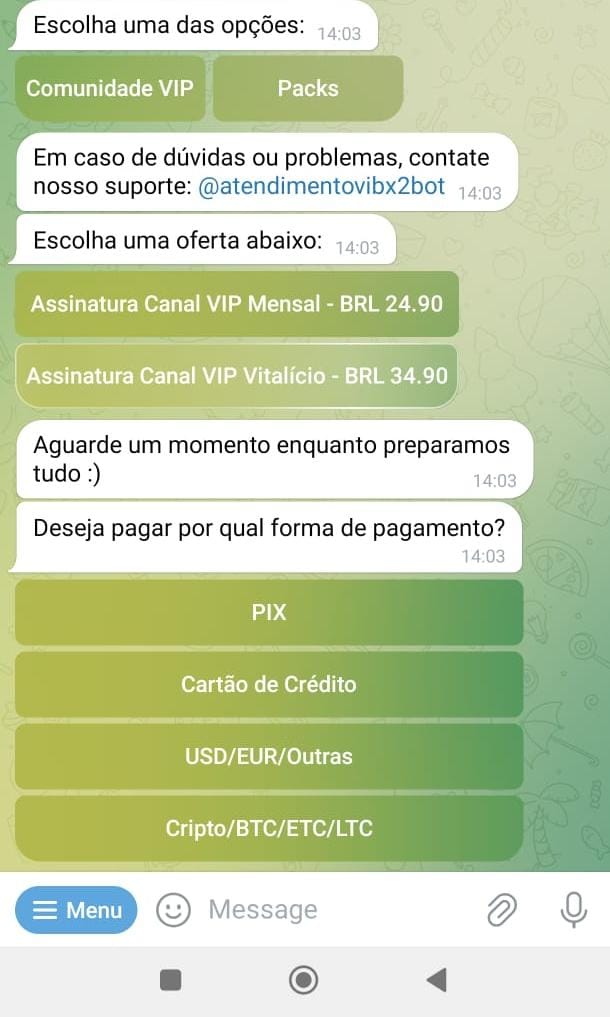 Escolha uma das opções: 14:03
Comunidade VIP Packs
Em caso de dúvidas ou problemas, contate
nosso suporte: @atendimentovibx2bot 14:03
Escolha uma oferta abaixo: 14:03
Assinatura Canal VIP Mensal - BRL 24.90
Assinatura Canal VIP Vitalício - BRL 34.90
Aguarde um momento enquanto preparamos
tudo :) 14:03
Deseja pagar por qual forma de pagamento?
14:03
PIX
Cartão de Crédito
USD/EUR/Outras
Cripto/BTC/ETC/LTC
Menu Message